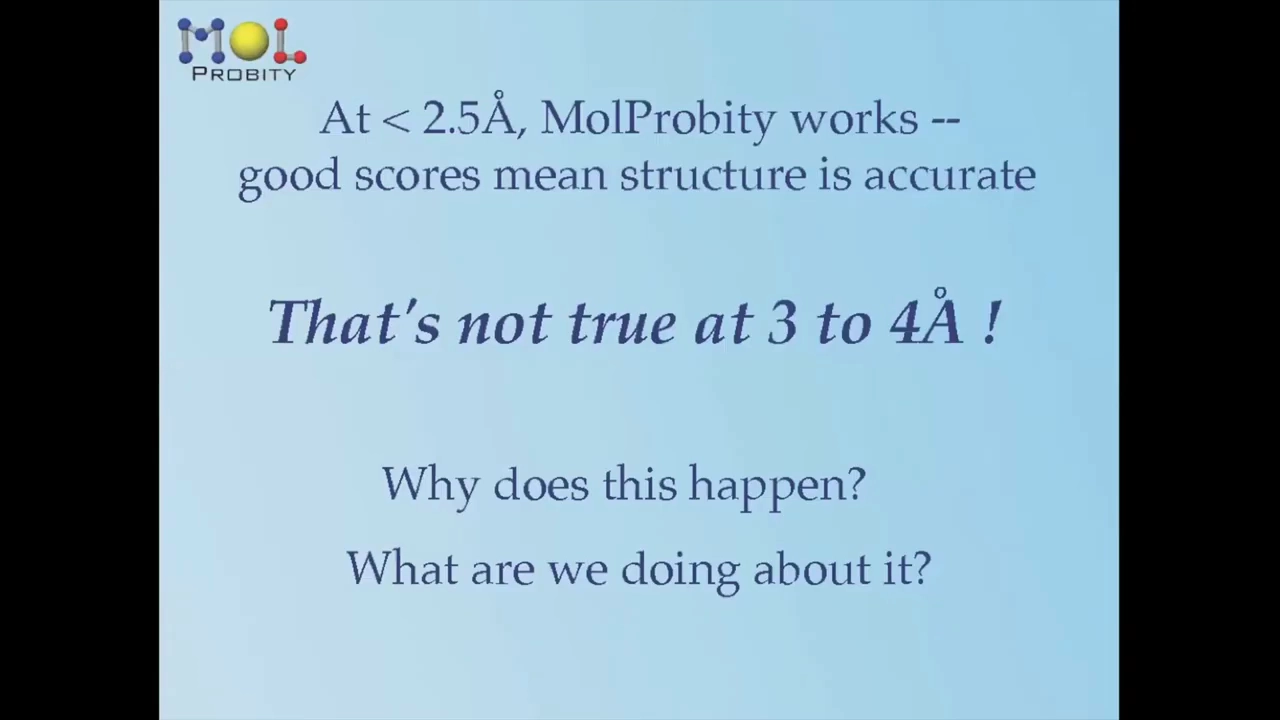 MOL
PROBITY
At < 2.5Å, MolProbity works --
good scores mean structure is accurate
That's not true at 3 to 4Å !
Why does this happen?
What are we doing about it?